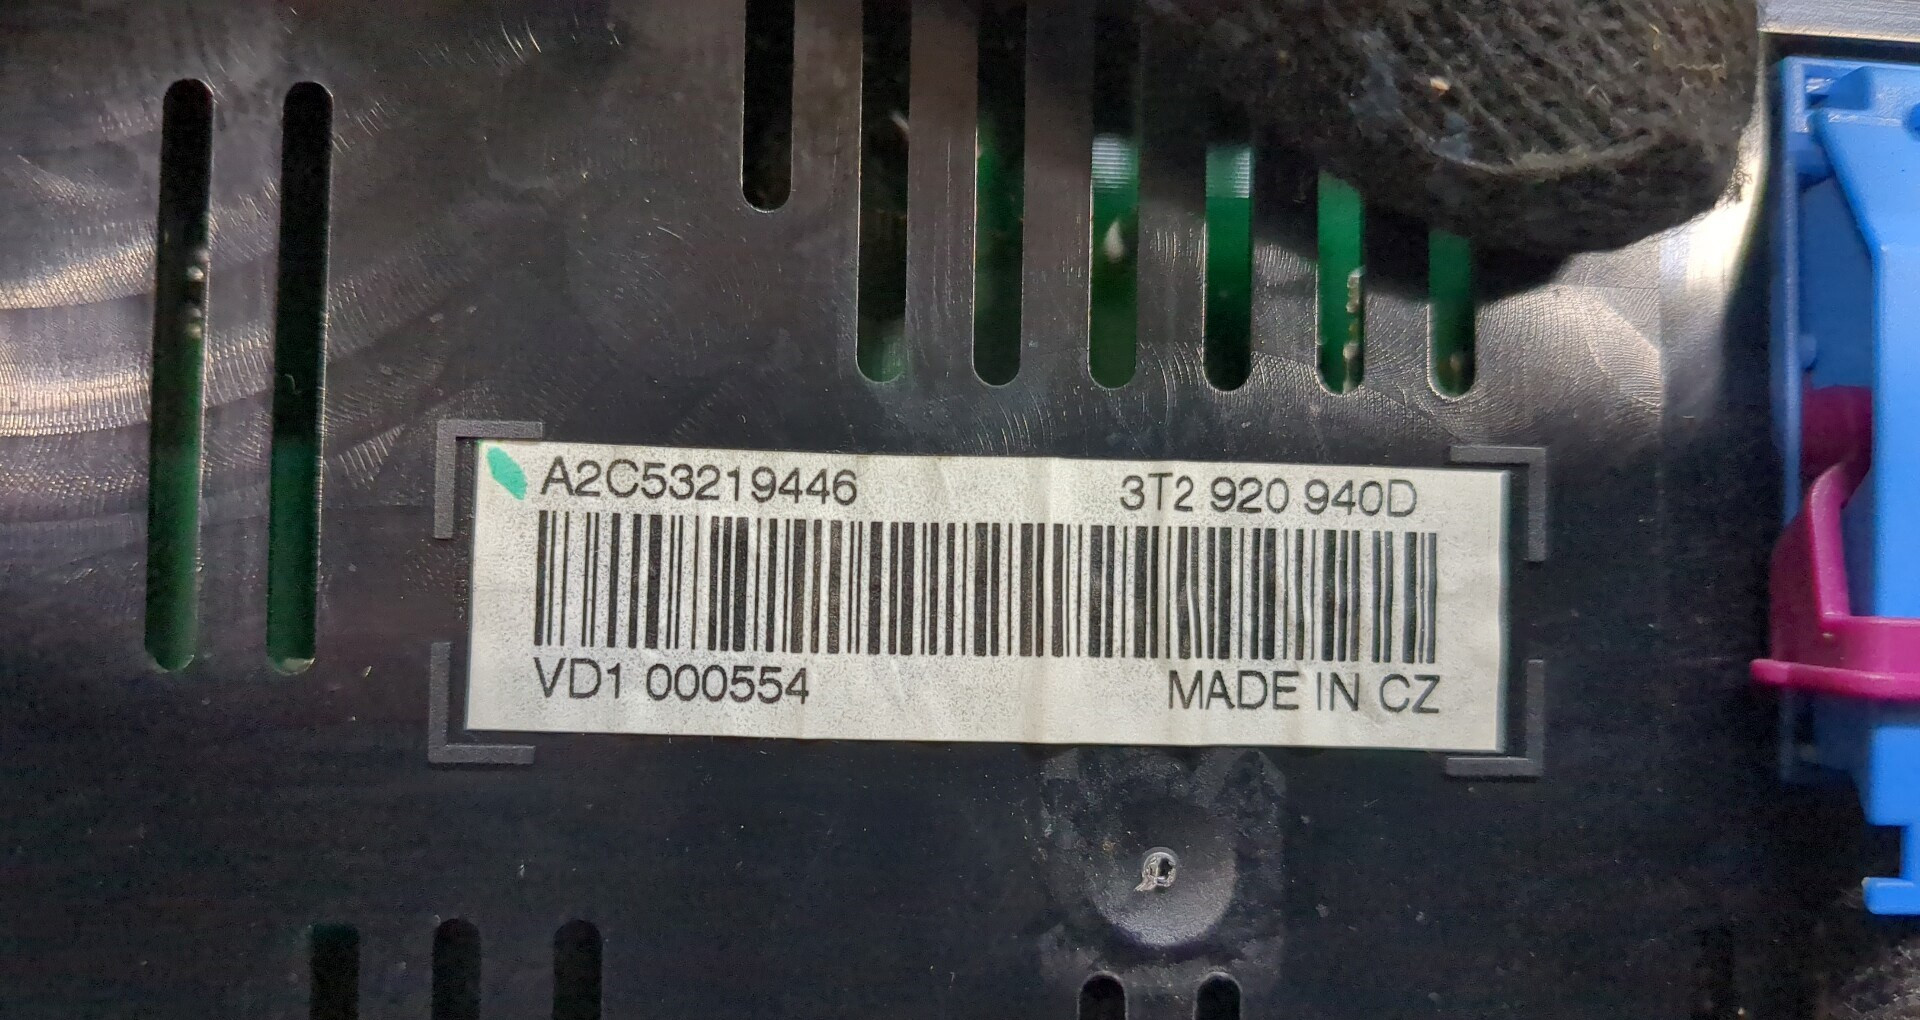 A2C53219446 3T2 920 940D
VD1 000554 MADE IN CZ